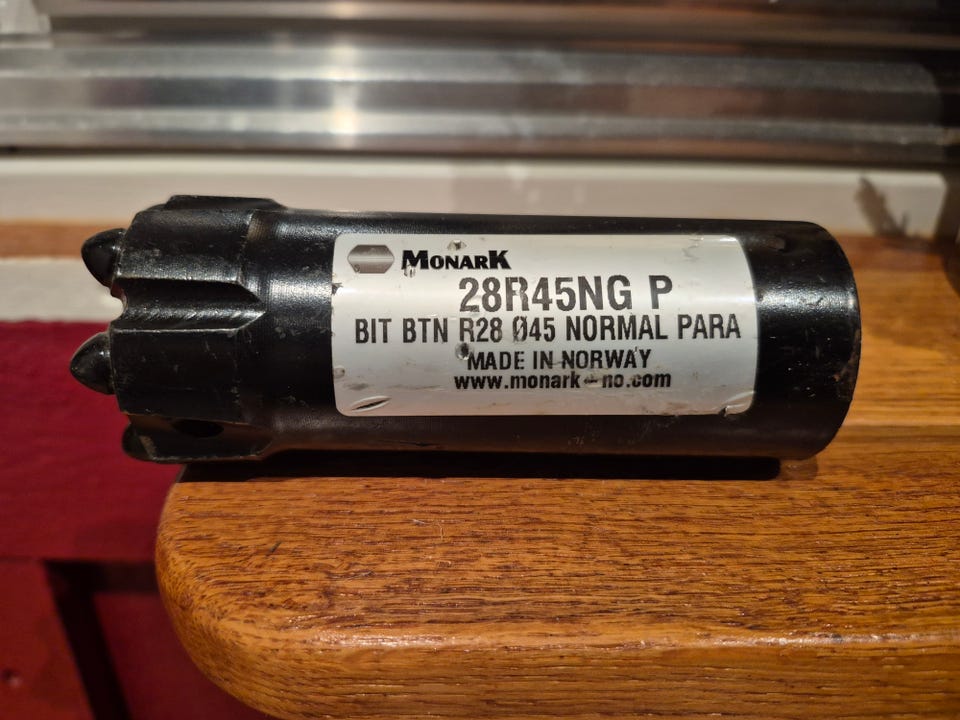 MONARK
28R45NG P
BIT BTN R28 Ø45 NORMAL PARA
MADE IN NORWAY
www.monark-no.com